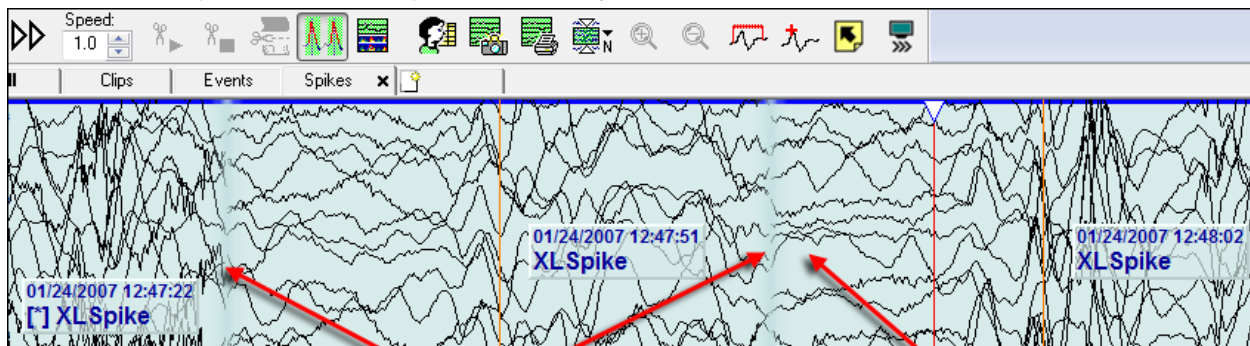 Speed:
1.0
N
Clips
Events
Spikes
01/24/2007 12:47:51
XLSpike
01/24/2007 12:48:02
XLSpike
01/24/2007 12:47:22
[*] XLSpike